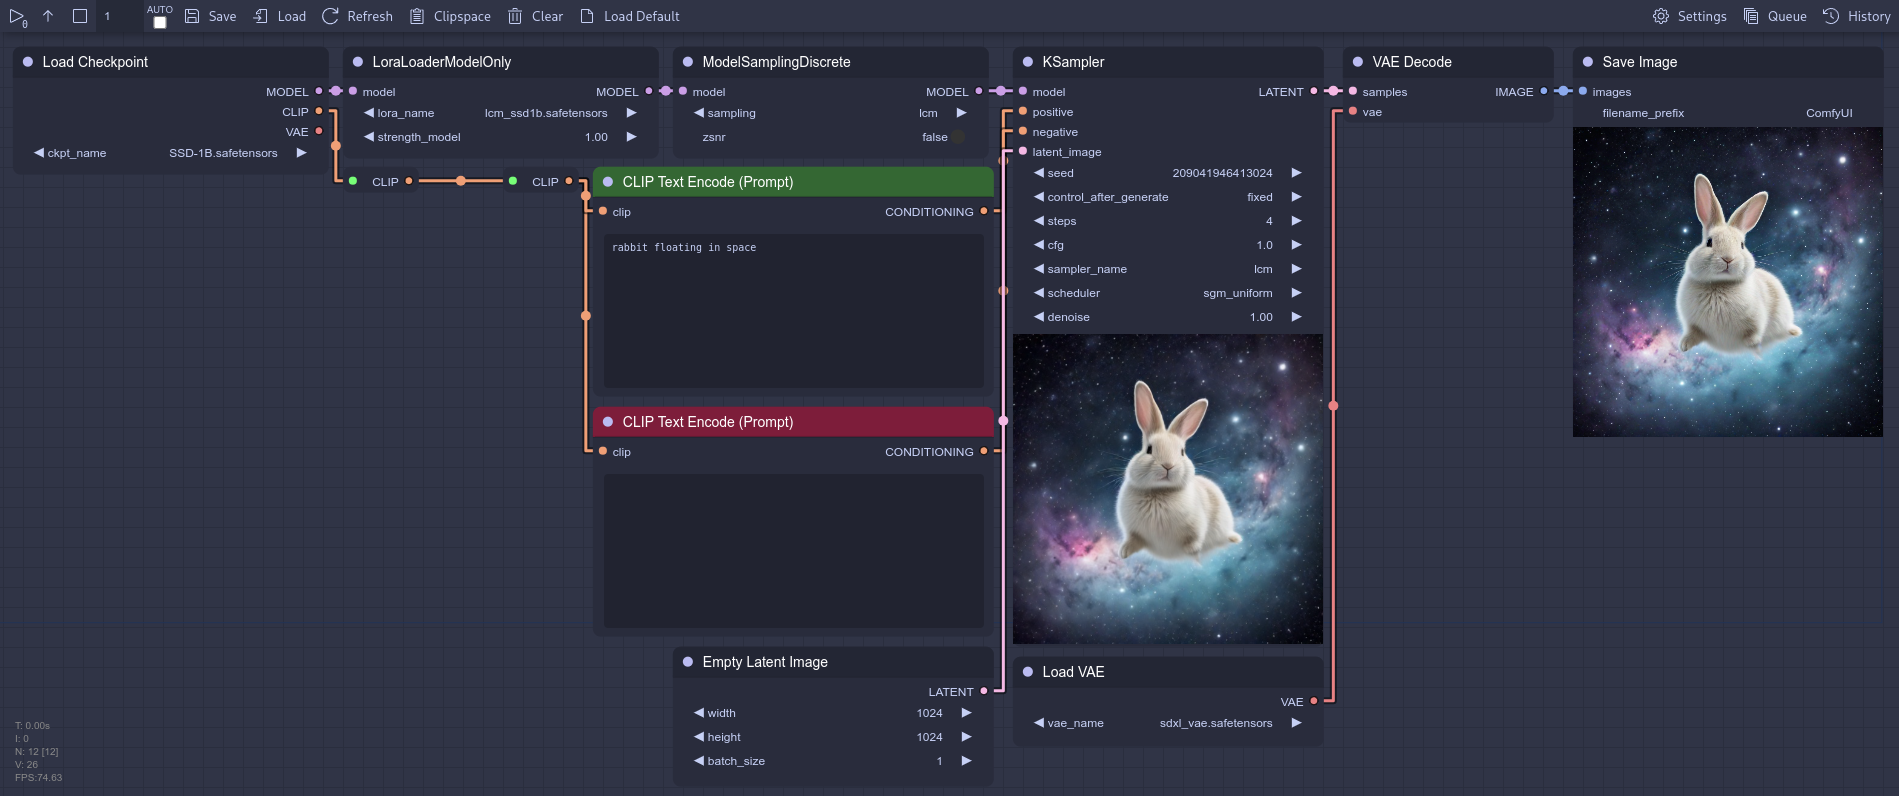 0
1
AUTO
Save
Load
Refresh
Clipspace
Clear
Load Default
Settings
Queue
History
Load Checkpoint
MODEL
CLIP
VAE
ckpt_name SSD-1B.safetensors
LoraLoaderModelOnly
model MODEL
lora_name lcm_ssd1b.safetensors
strength_model 1.00
CLIP
CLIP
ModelSamplingDiscrete
model MODEL
sampling lcm
zsnr false
CLIP Text Encode (Prompt)
clip CONDITIONING
rabbit floating in space
CLIP Text Encode (Prompt)
clip CONDITIONING
Empty Latent Image
LATENT
width 1024
height 1024
batch_size 1
KSampler
model LATENT
positive
negative
latent_image
seed 209041946413024
control_after_generate fixed
steps 4
cfg 1.0
sampler_name lcm
scheduler sgm_uniform
denoise 1.00
Load VAE
VAE
vae_name sdxl_vae.safetensors
VAE Decode
samples IMAGE
vae
Save Image
images
filename_prefix ComfyUI
T: 0.00s
I: 0
N: 12 [12]
V: 26
FPS:74.63